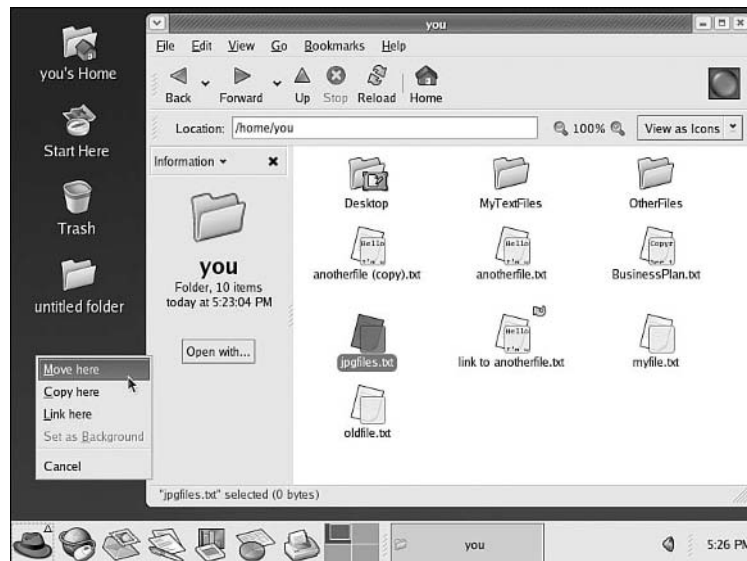 you
File Edit View Go Bookmarks Help
Back Forward Up Stop Reload Home
Location: /home/you 100% View as Icons
Information
you
Folder, 10 items
today at 5:23:04 PM
Open with...
Desktop MyTextFiles OtherFiles
anotherfile (copy).txt anotherfile.txt BusinessPlan.txt
jpgfiles.txt link to anotherfile.txt myfile.txt
oldfile.txt
"jpgfiles.txt" selected (0 bytes)
you's Home
Start Here
Trash
untitled folder
Move here
Copy here
Link here
Set as Background
Cancel
you
5:26 PM